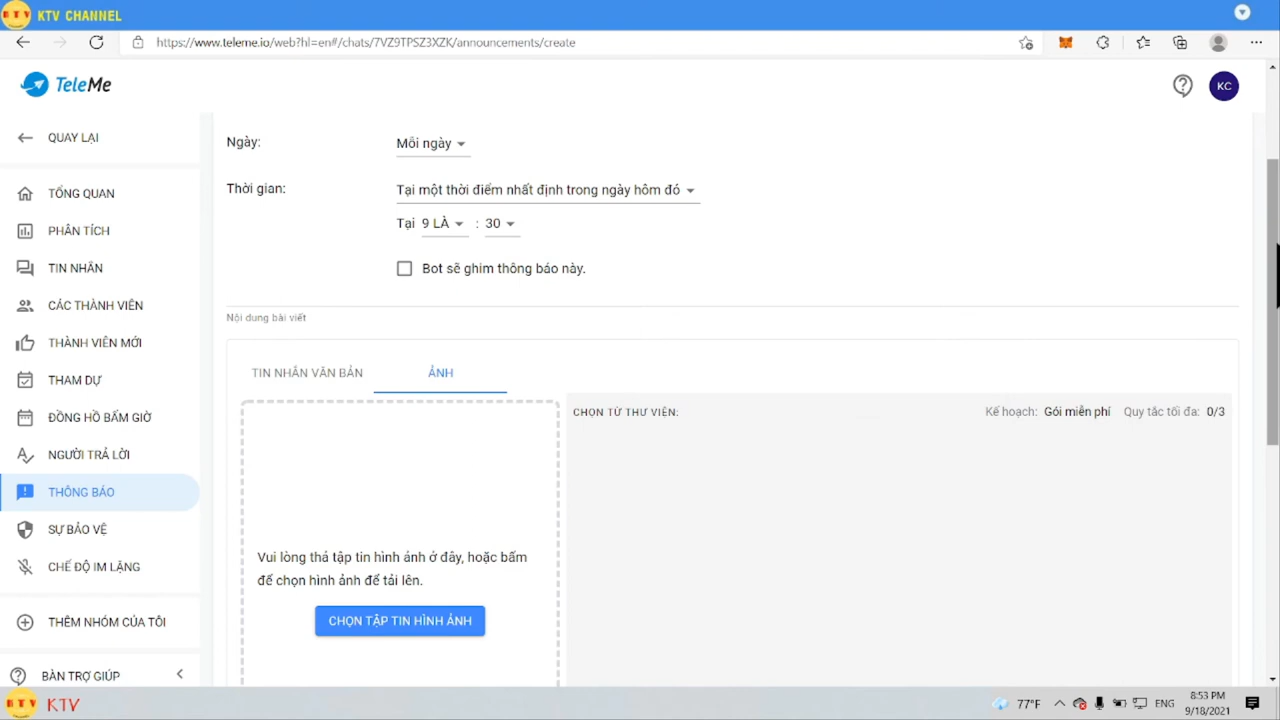 KTV KTV CHANNEL
https://www.teleme.io/web?hl=en#/chats/7VZ9TPSZ3XZK/announcements/create
TeleMe
KC
QUAY LẠI
TỔNG QUAN
PHÂN TÍCH
TIN NHẮN
CÁC THÀNH VIÊN
THÀNH VIÊN MỚI
THAM DỰ
ĐỒNG HỒ BẤM GIỜ
NGƯỜI TRẢ LỜI
THÔNG BÁO
SỰ BẢO VỆ
CHẾ ĐỘ IM LẶNG
THÊM NHÓM CỦA TÔI
BÀN TRỢ GIÚP
Ngày: Mỗi ngày
Thời gian: Tại một thời điểm nhất định trong ngày hôm đó
Tại 9 LÀ : 30
Bot sẽ ghim thông báo này.
Nội dung bài viết
TIN NHẮN VĂN BẢN ẢNH
CHỌN TỪ THƯ VIỆN: Kế hoạch: Gói miễn phí Quy tắc tối đa: 0/3
Vui lòng thả tập tin hình ảnh ở đây, hoặc bấm
để chọn hình ảnh để tải lên.
CHỌN TẬP TIN HÌNH ẢNH
KTV KTV
77°F ENG 8:53 PM
9/18/2021